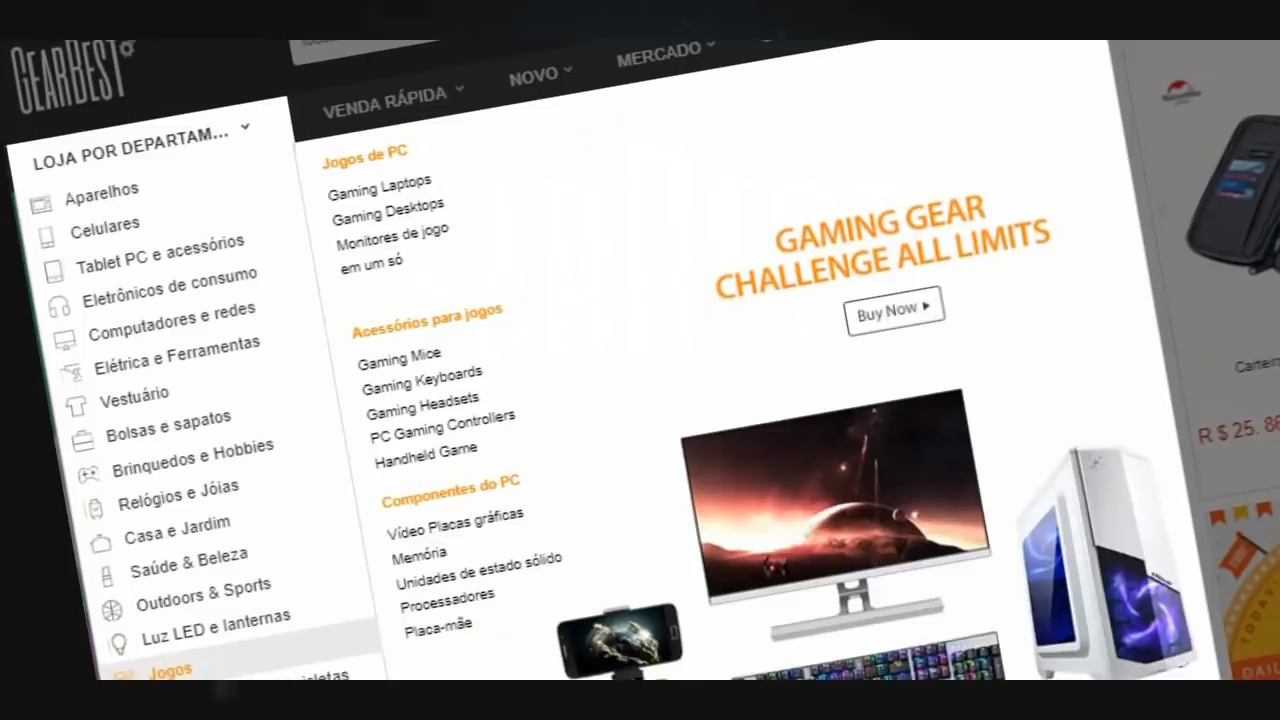 GEARBEST
VENDA RÁPIDA
NOVO
MERCADO
LOJA POR DEPARTAM...
Aparelhos
Celulares
Tablet PC e acessórios
Eletrônicos de consumo
Computadores e redes
Elétrica e Ferramentas
Vestuário
Bolsas e sapatos
Brinquedos e Hobbies
Relógios e Jóias
Casa e Jardim
Saúde & Beleza
Outdoors & Sports
Luz LED e lanternas
Jogos
Jogos de PC
Gaming Laptops
Gaming Desktops
Monitores de jogo
em um só
Acessórios para jogos
Gaming Mice
Gaming Keyboards
Gaming Headsets
PC Gaming Controllers
Handheld Game
Componentes do PC
Vídeo Placas gráficas
Memória
Unidades de estado sólido
Processadores
Placa-mãe
GAMING GEAR
CHALLENGE ALL LIMITS
Buy Now
R $ 25. 86
TODAY
DAIL